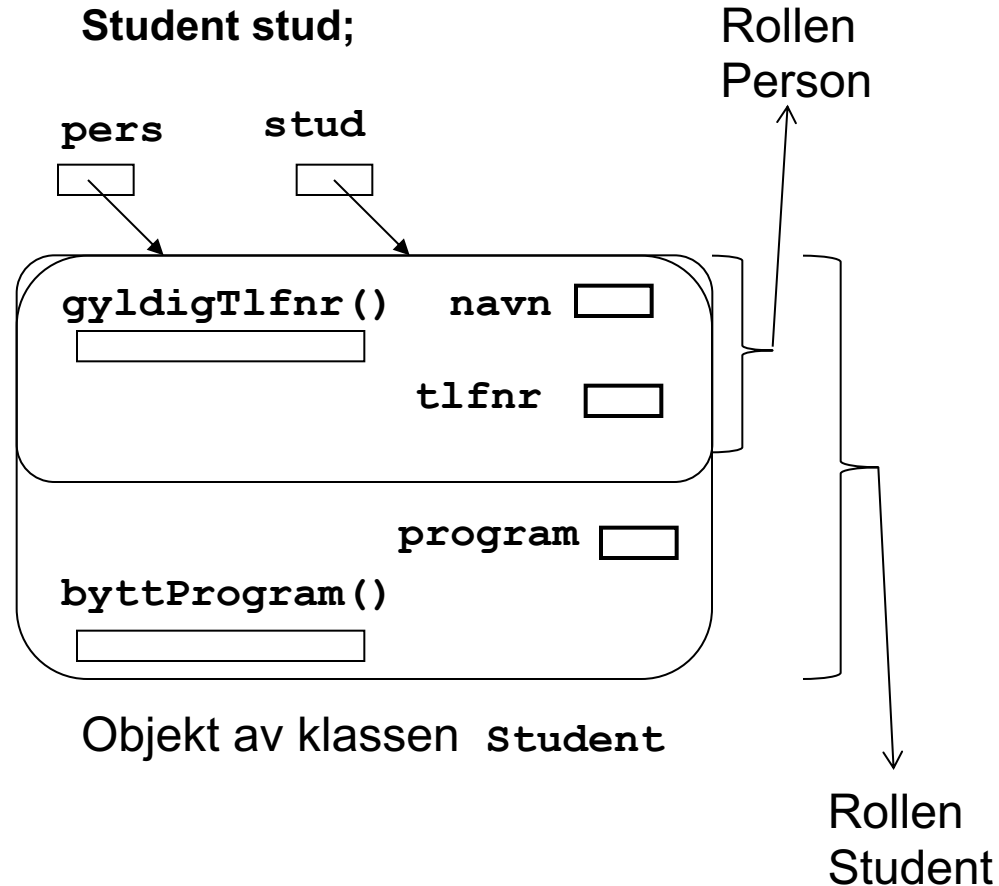 Student stud;
Rollen
Person
pers
stud
gyldigTlfnr()
navn
tlfnr
program
byttProgram()
Objekt av klassen Student
Rollen
Student